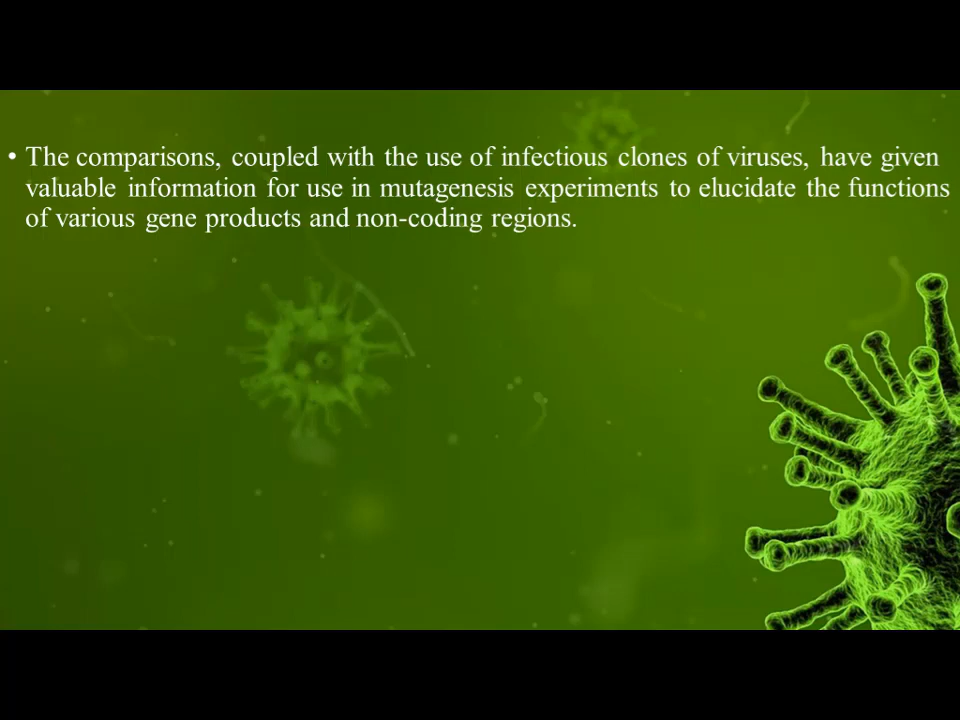 • The comparisons, coupled with the use of infectious clones of viruses, have given
valuable information for use in mutagenesis experiments to elucidate the functions
of various gene products and non-coding regions.